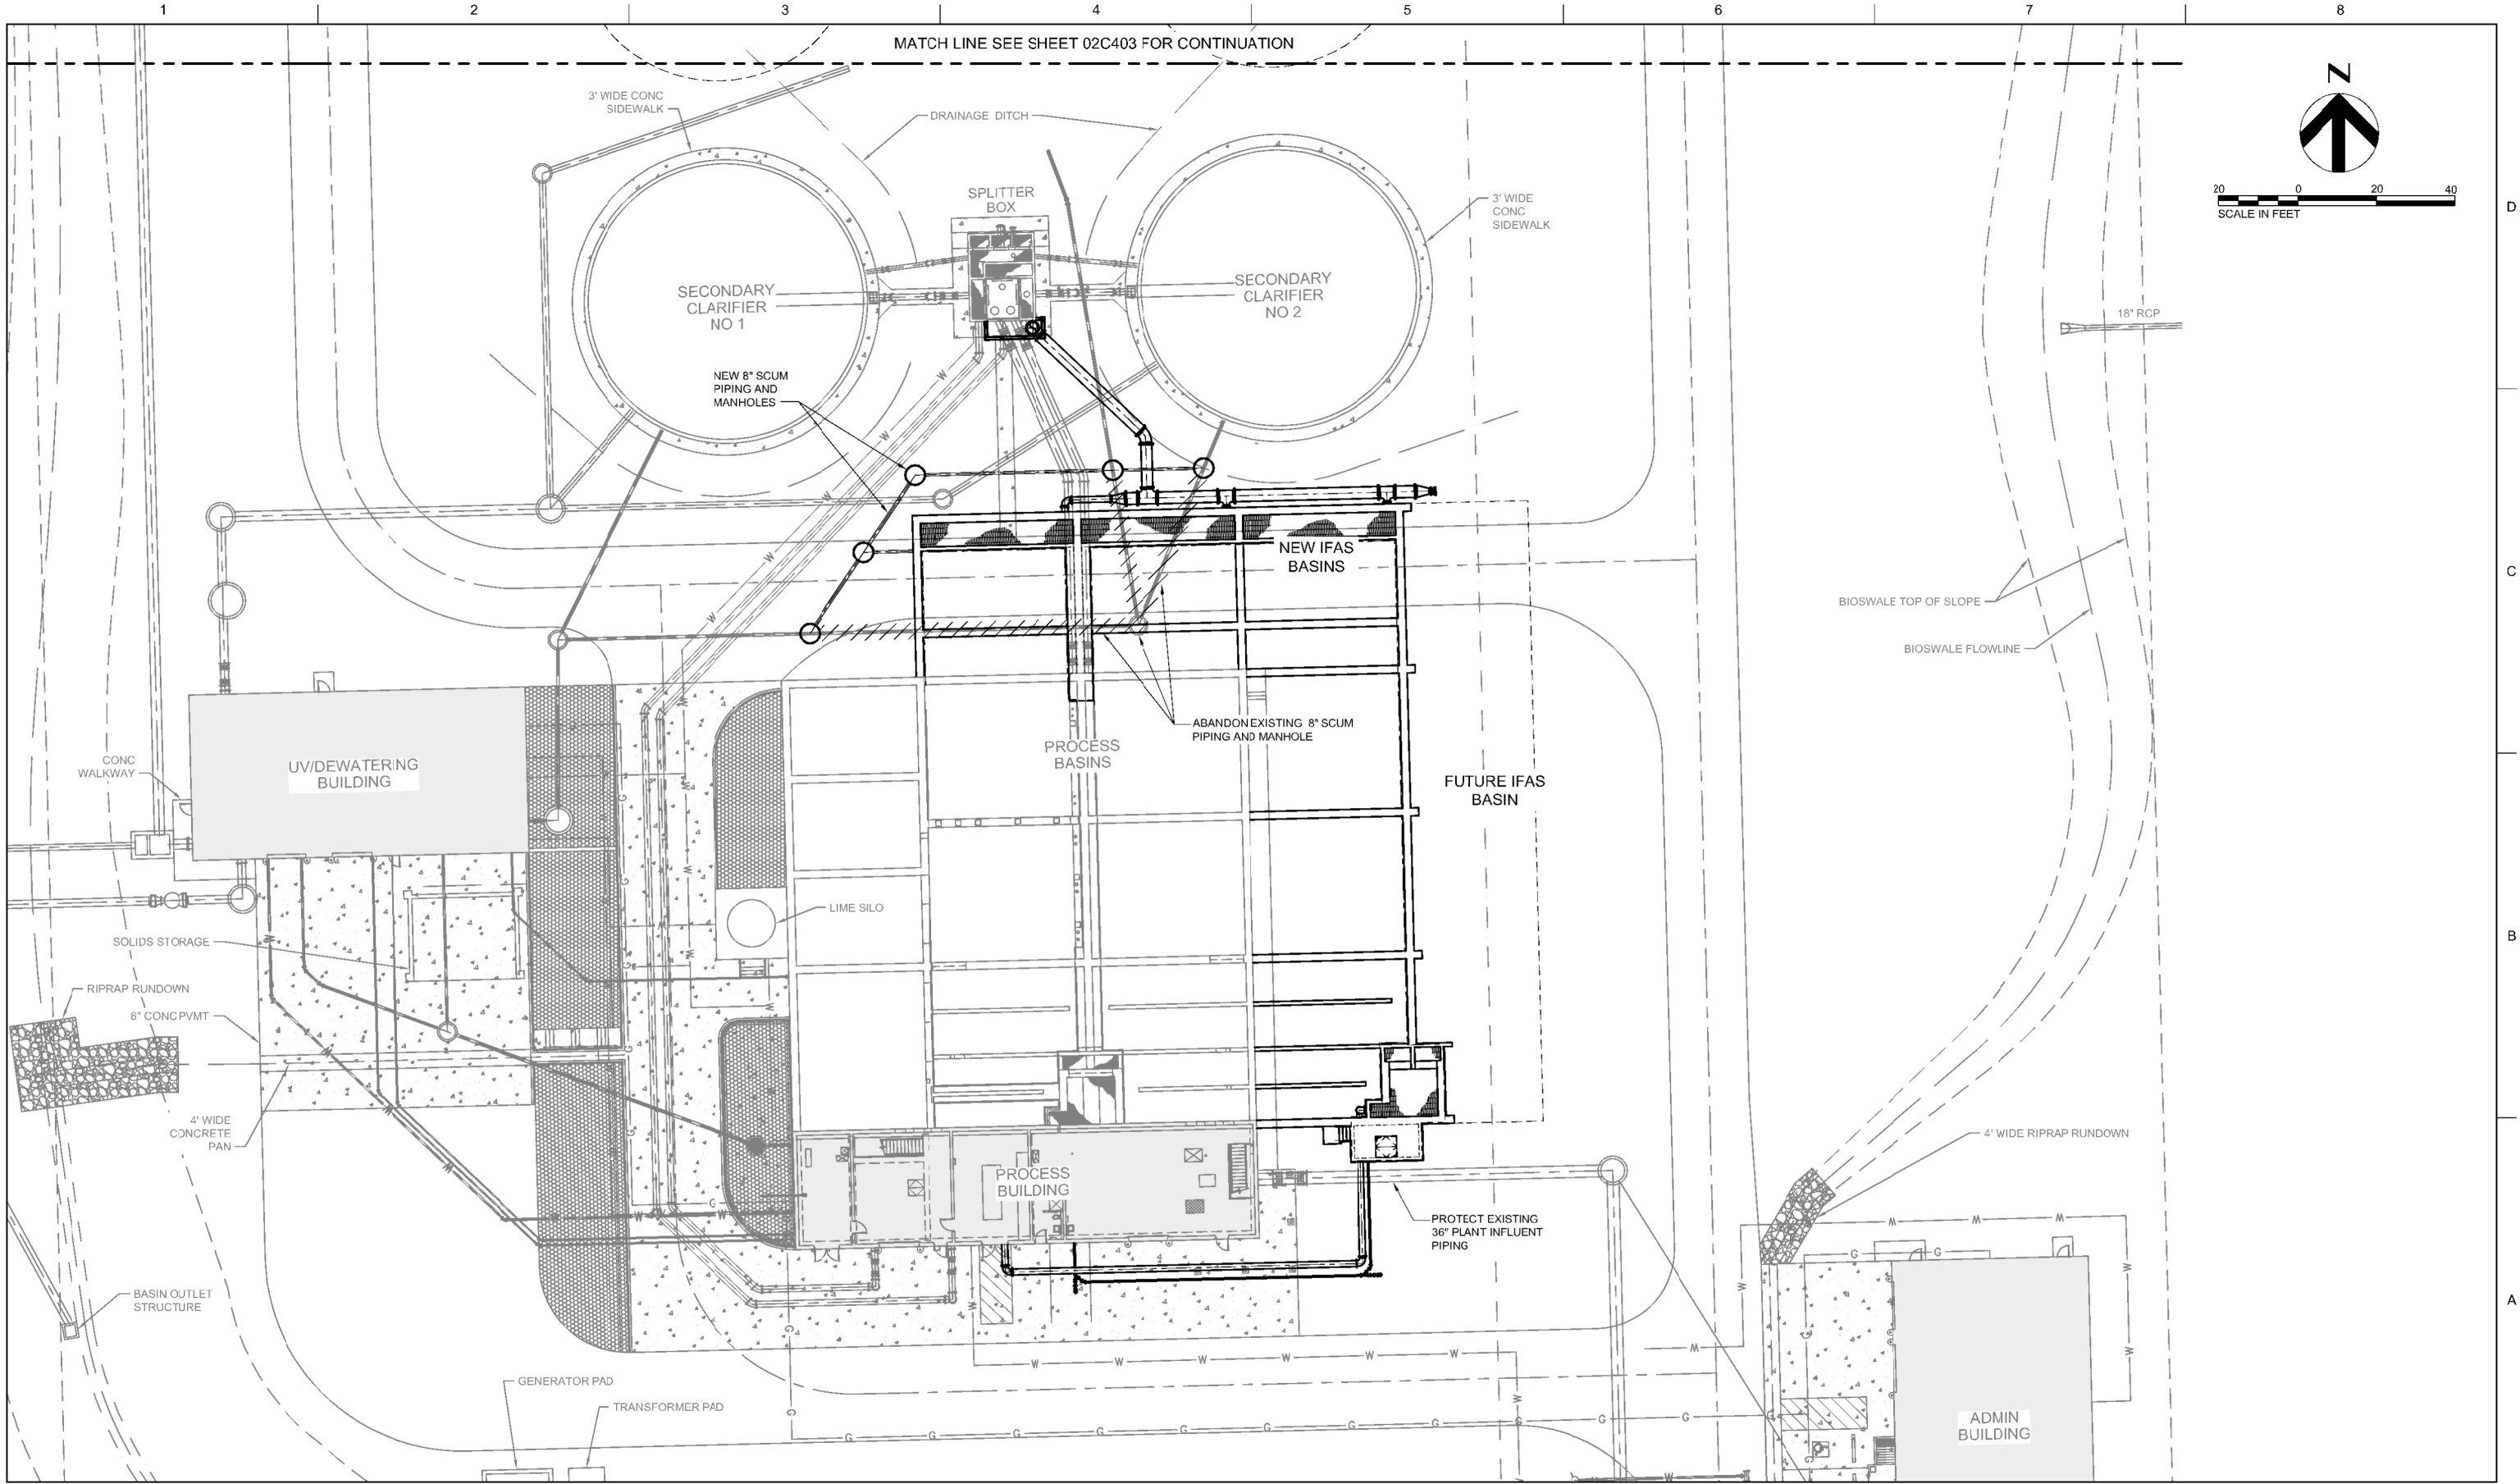 1 2 3 4 5 6 7 8
MATCH LINE SEE SHEET 02C403 FOR CONTINUATION
N
20 0 20 40
SCALE IN FEET
D
C
B
A
3' WIDE CONC
SIDEWALK
DRAINAGE DITCH
SPLITTER
BOX
3' WIDE
CONC
SIDEWALK
SECONDARY
CLARIFIER
NO 1
SECONDARY
CLARIFIER
NO 2
18" RCP
NEW 8" SCUM
PIPING AND
MANHOLES
NEW IFAS
BASINS
BIOSWALE TOP OF SLOPE
BIOSWALE FLOWLINE
ABANDON EXISTING 8" SCUM
PIPING AND MANHOLE
PROCESS
BASINS
CONC
WALKWAY
UV/DEWATERING
BUILDING
FUTURE IFAS
BASIN
LIME SILO
SOLIDS STORAGE
RIPRAP RUNDOWN
6" CONC PVMT
4' WIDE
CONCRETE
PAN
4' WIDE RIPRAP RUNDOWN
PROCESS
BUILDING
PROTECT EXISTING
36" PLANT INFLUENT
PIPING
BASIN OUTLET
STRUCTURE
GENERATOR PAD
TRANSFORMER PAD
ADMIN
BUILDING
W W W W W W
G G G G G G G G G G G